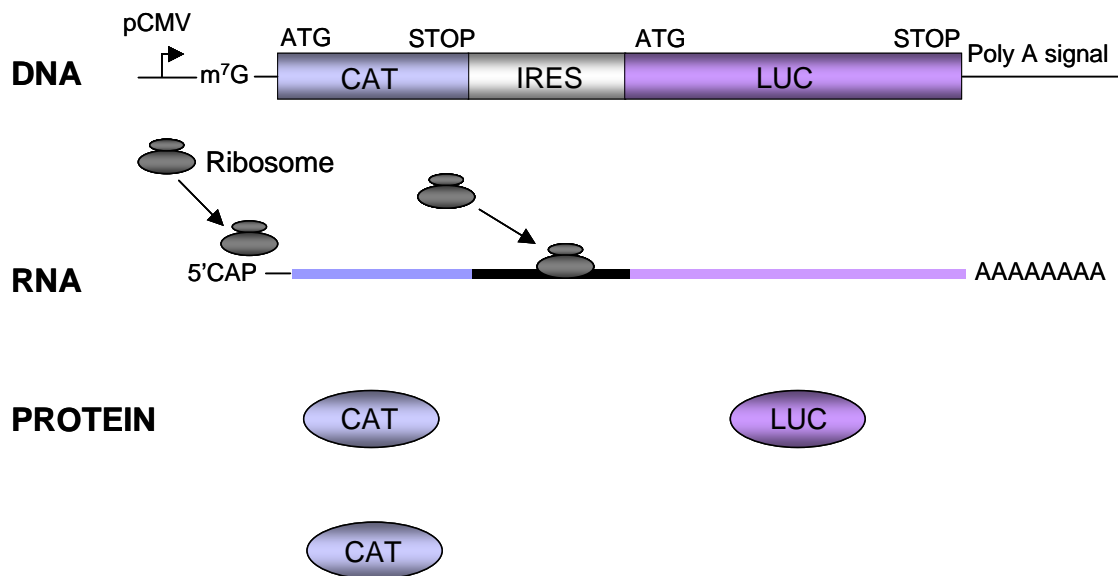 pCMV
ATG STOP ATG STOP
DNA m⁷G CAT IRES LUC Poly A signal
Ribosome
RNA 5'CAP AAAAAAAA
PROTEIN CAT LUC
CAT